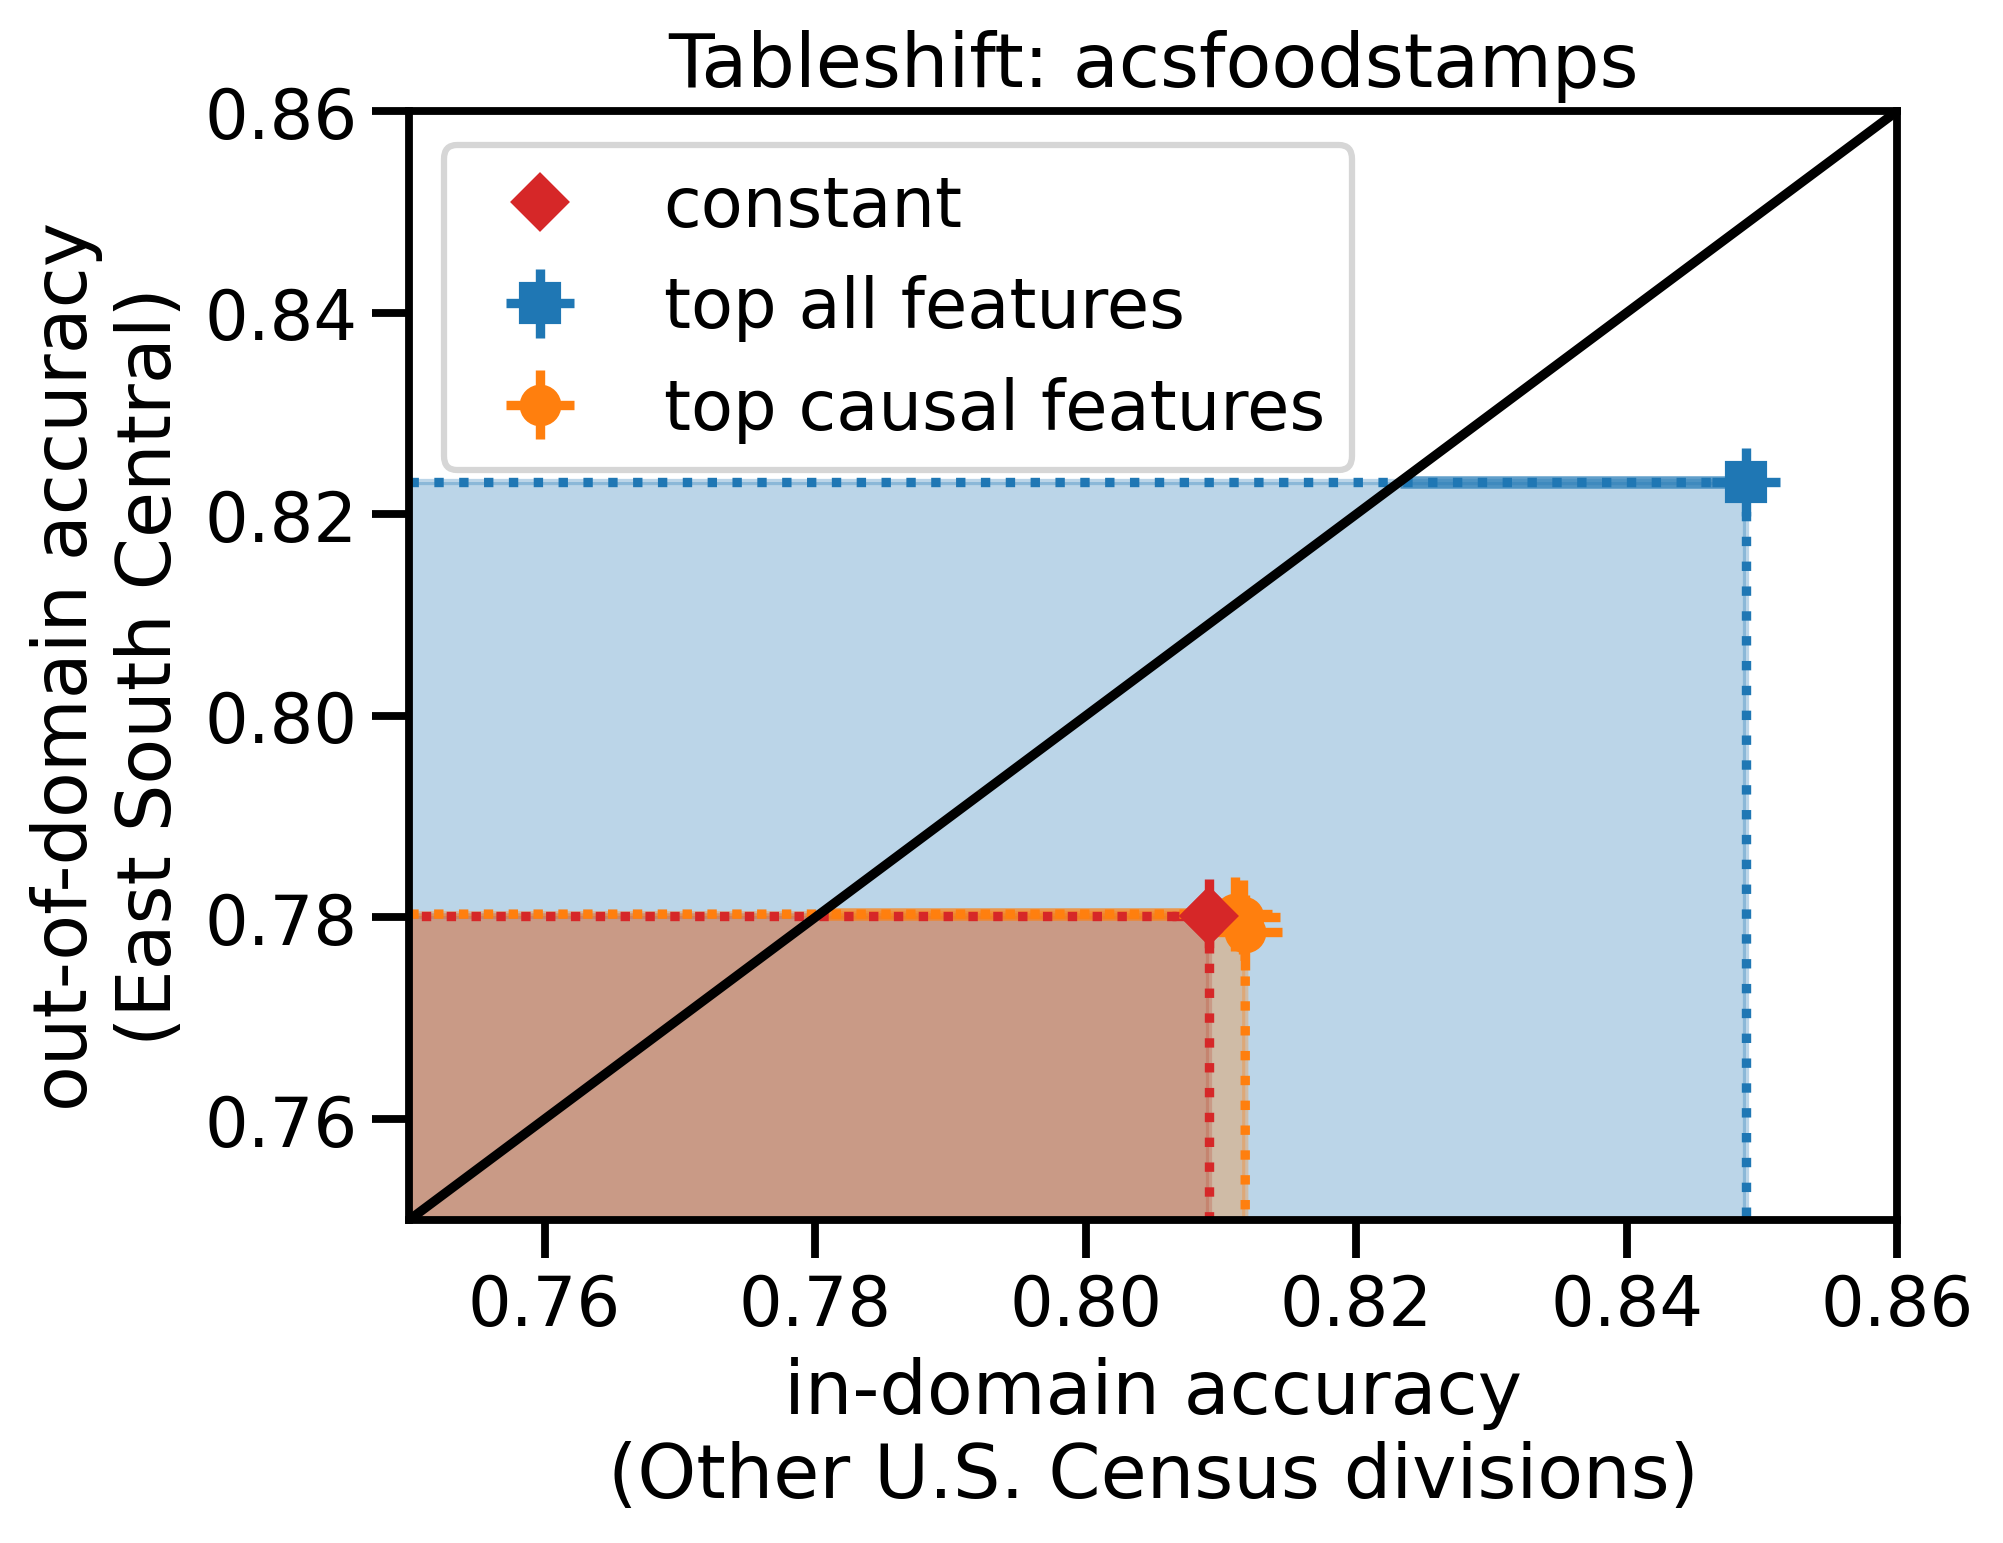 Tableshift: acsfoodstamps
0.86
0.84
0.82
0.80
0.78
0.76
out-of-domain accuracy
(East South Central)
constant
top all features
top causal features
0.76 0.78 0.80 0.82 0.84 0.86
in-domain accuracy
(Other U.S. Census divisions)